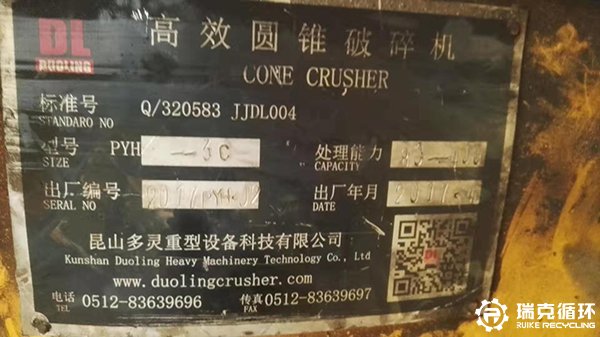 DL
DUOLING
高效圆锥破碎机
CONE CRUSHER
标准号 Q/320583 JJDL004
STANDARO NO
型号 PYH
SIZE
处理能力
CAPACITY
出厂编号
SERAL NO
出厂年月
DATE
DL
昆山多灵重型设备科技有限公司
Kunshan Duoling Heavy Machinery Technology Co., Ltd
www.duolingcrusher.com
电话 0512-83639696 传真 0512-83639697
TEL FAX
瑞克循环
RUIKE RECYCLING